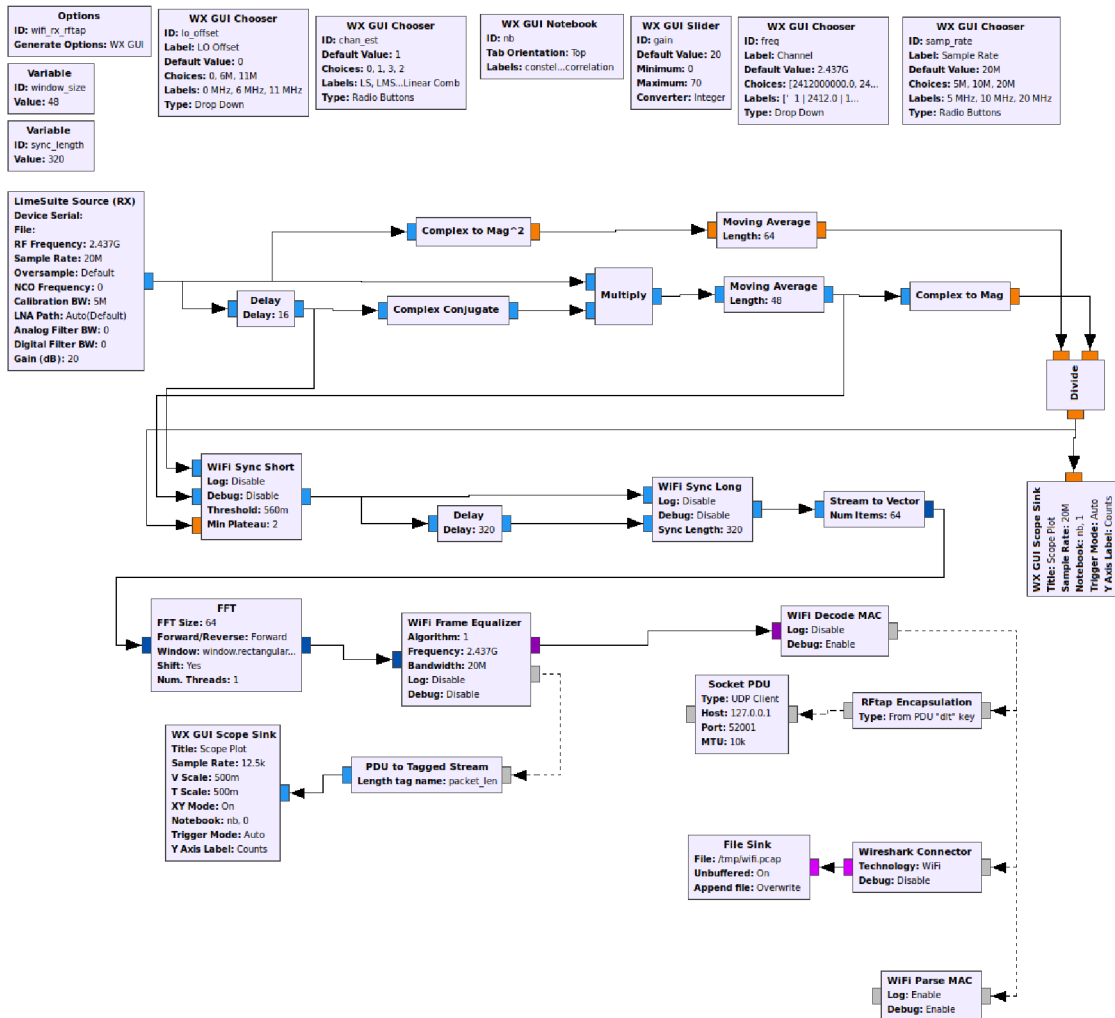 Options
ID: wifi_rx_rftap
Generate Options: WX GUI
Variable
ID: window_size
Value: 48
Variable
ID: sync_length
Value: 320
WX GUI Chooser
ID: lo_offset
Label: LO Offset
Default Value: 0
Choices: 0, 6M, 11M
Labels: 0 MHz, 6 MHz, 11 MHz
Type: Drop Down
WX GUI Chooser
ID: chan_est
Default Value: 1
Choices: 0, 1, 3, 2
Labels: LS, LMS...Linear Comb
Type: Radio Buttons
WX GUI Notebook
ID: nb
Tab Orientation: Top
Labels: constel...correlation
WX GUI Slider
ID: gain
Default Value: 20
Minimum: 0
Maximum: 70
Converter: Integer
WX GUI Chooser
ID: freq
Label: Channel
Default Value: 2.437G
Choices: [2412000000.0, 24...
Labels: ['  1 | 2412.0 | 1...
Type: Drop Down
WX GUI Chooser
ID: samp_rate
Label: Sample Rate
Default Value: 20M
Choices: 5M, 10M, 20M
Labels: 5 MHz, 10 MHz, 20 MHz
Type: Radio Buttons
LimeSuite Source (RX)
Device Serial:
File:
RF Frequency: 2.437G
Sample Rate: 20M
Oversample: Default
NCO Frequency: 0
Calibration BW: 5M
LNA Path: Auto(Default)
Analog Filter BW: 0
Digital Filter BW: 0
Gain (dB): 20
Delay
Delay: 16
Complex to Mag^2
Complex Conjugate
Multiply
Moving Average
Length: 64
Moving Average
Length: 48
Complex to Mag
Divide
WiFi Sync Short
Log: Disable
Debug: Disable
Threshold: 560m
Min Plateau: 2
Delay
Delay: 320
WiFi Sync Long
Log: Disable
Debug: Disable
Sync Length: 320
Stream to Vector
Num Items: 64
WX GUI Scope Sink
Title: Scope Plot
Sample Rate: 20M
Notebook: nb, 1
Trigger Mode: Auto
Y Axis Label: Counts
FFT
FFT Size: 64
Forward/Reverse: Forward
Window: window.rectangular...
Shift: Yes
Num. Threads: 1
WiFi Frame Equalizer
Algorithm: 1
Frequency: 2.437G
Bandwidth: 20M
Log: Disable
Debug: Disable
WiFi Decode MAC
Log: Disable
Debug: Enable
Socket PDU
Type: UDP Client
Host: 127.0.0.1
Port: 52001
MTU: 10k
RFtap Encapsulation
Type: From PDU "dlt" key
WX GUI Scope Sink
Title: Scope Plot
Sample Rate: 12.5k
V Scale: 500m
T Scale: 500m
XY Mode: On
Notebook: nb, 0
Trigger Mode: Auto
Y Axis Label: Counts
PDU to Tagged Stream
Length tag name: packet_len
File Sink
File: /tmp/wifi.pcap
Unbuffered: On
Append file: Overwrite
Wireshark Connector
Technology: WiFi
Debug: Disable
WiFi Parse MAC
Log: Enable
Debug: Enable